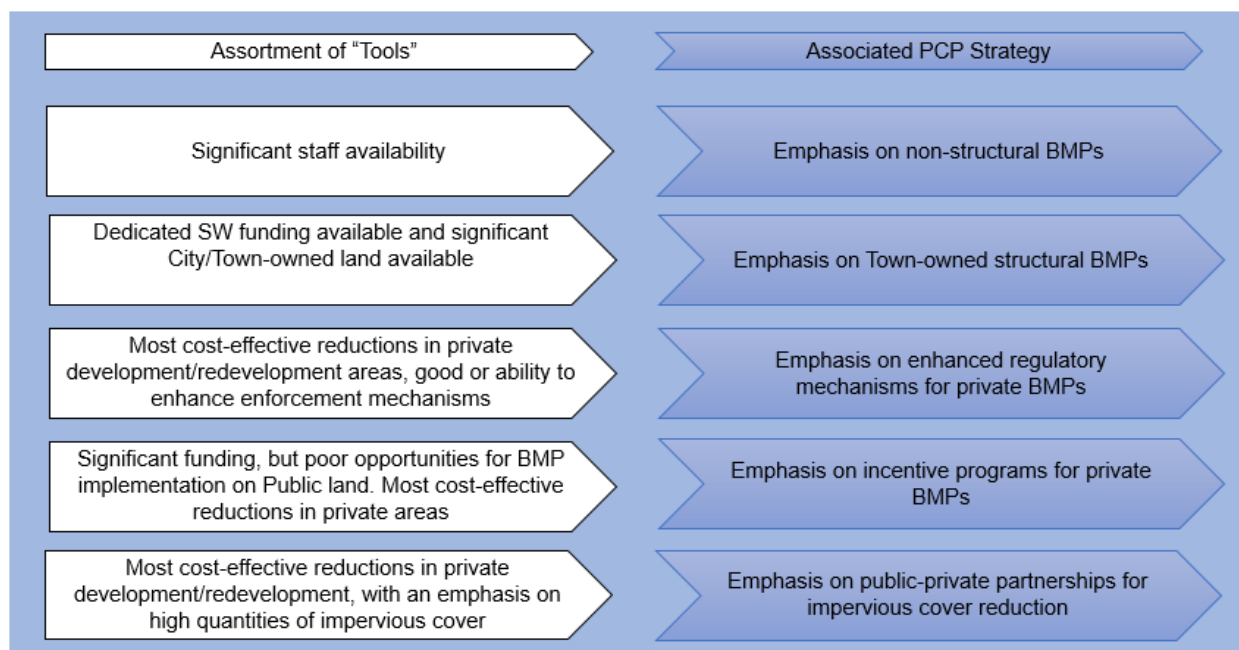 Assortment of “Tools”
Associated PCP Strategy
Significant staff availability
Emphasis on non-structural BMPs
Dedicated SW funding available and significant
City/Town-owned land available
Emphasis on Town-owned structural BMPs
Most cost-effective reductions in private
development/redevelopment areas, good or ability to
enhance enforcement mechanisms
Emphasis on enhanced regulatory
mechanisms for private BMPs
Significant funding, but poor opportunities for BMP
implementation on Public land. Most cost-effective
reductions in private areas
Emphasis on incentive programs for private
BMPs
Most cost-effective reductions in private
development/redevelopment, with an emphasis on
high quantities of impervious cover
Emphasis on public-private partnerships for
impervious cover reduction